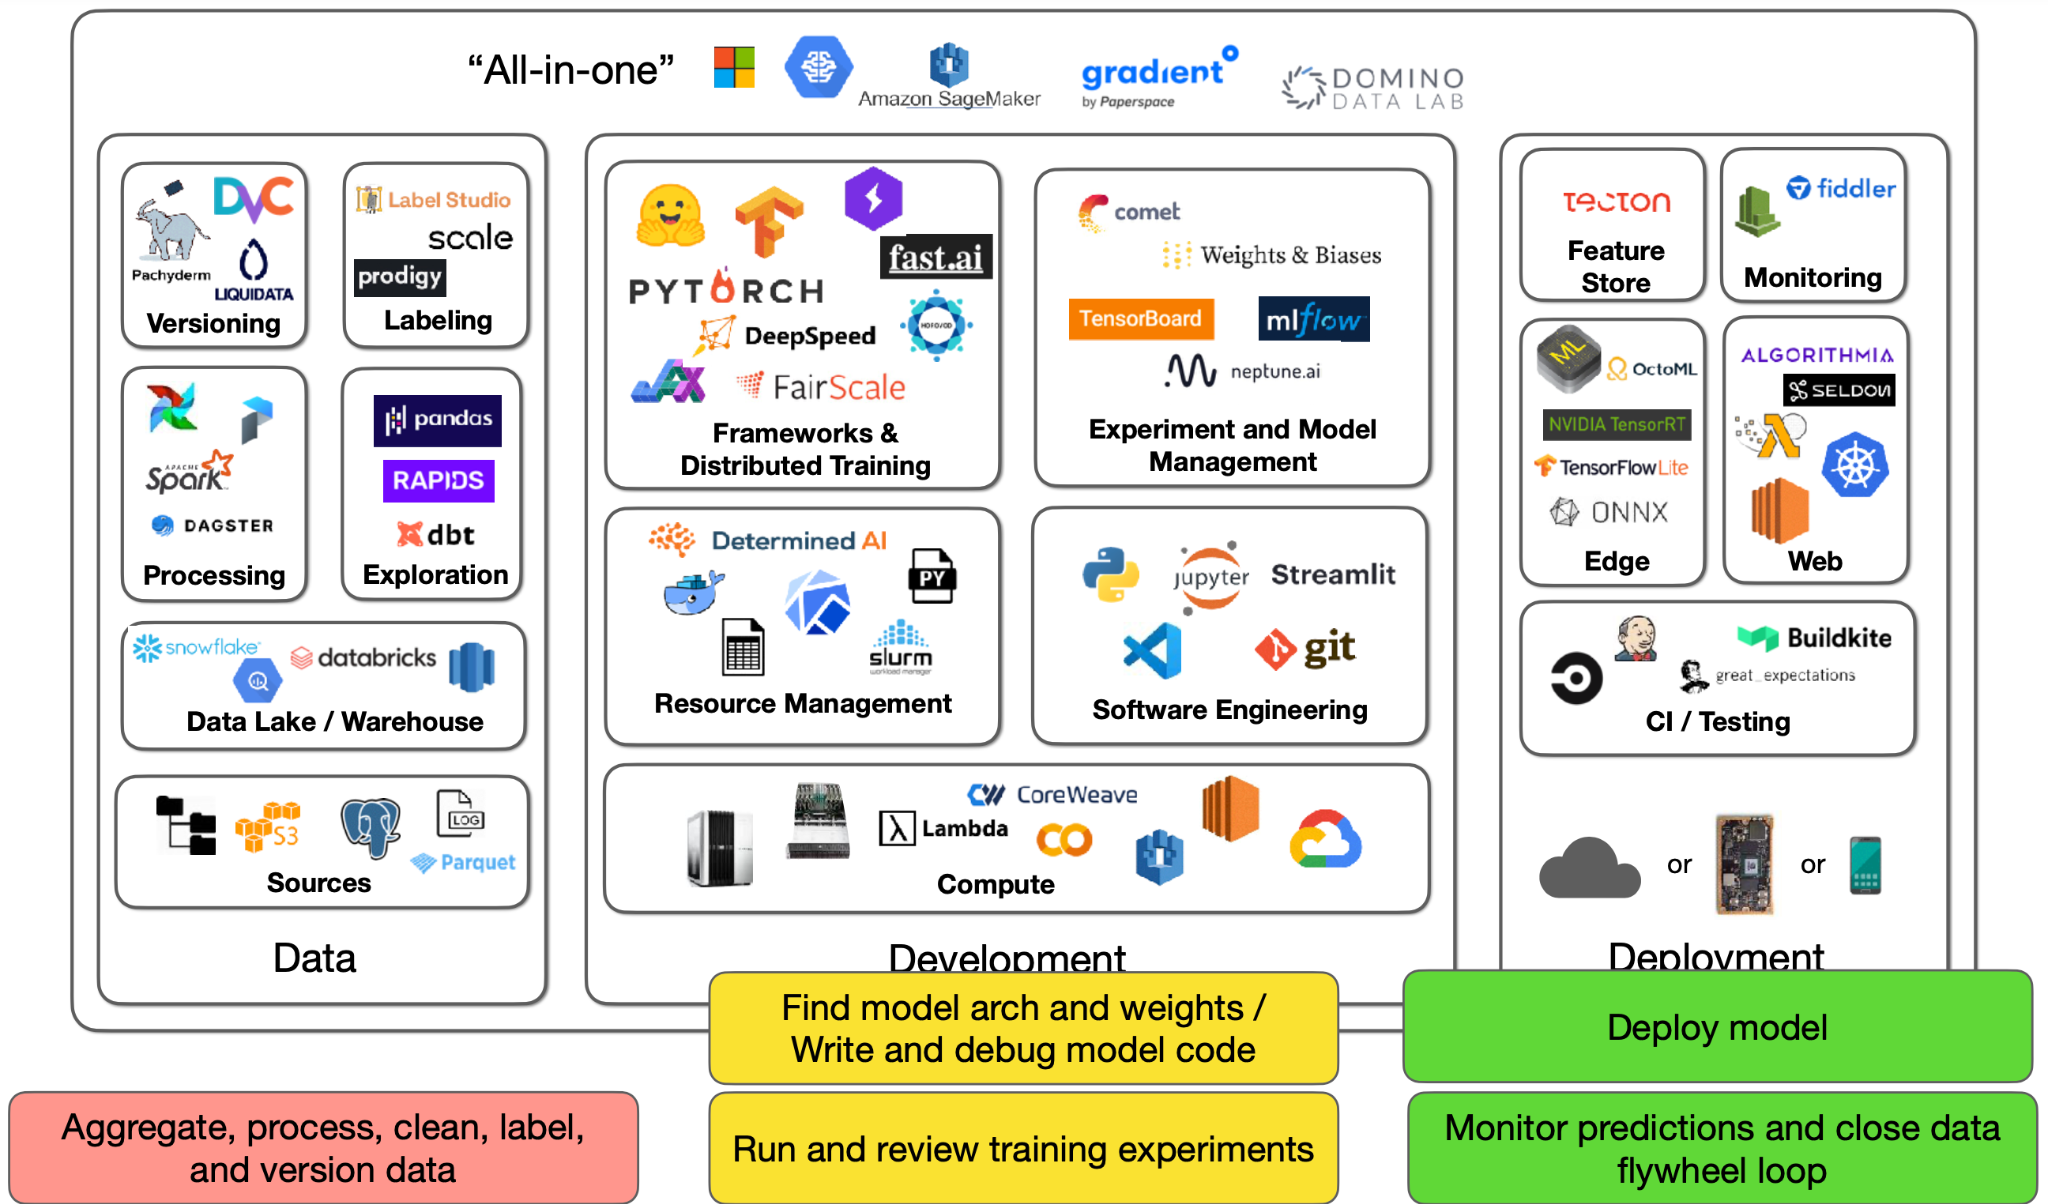 “All-in-one”
Amazon SageMaker
gradient
by Paperspace
DOMINO
DATA LAB
Pachyderm
DVC
LIQUIDATA
Versioning
Label Studio
scale
prodigy
Labeling
APACHE
Spark
DAGSTER
Processing
pandas
RAPIDS
dbt
Exploration
snowflake
databricks
Data Lake / Warehouse
S3
LOG
Parquet
Sources
Data
fast.ai
PYTORCH
HOROVOD
DeepSpeed
JAX
FairScale
Frameworks &
Distributed Training
comet
Weights & Biases
TensorBoard
mlflow
neptune.ai
Experiment and Model
Management
Determined AI
PY
slurm
workload manager
Resource Management
jupyter
Streamlit
git
Software Engineering
CoreWeave
λ Lambda
Compute
Development
TECTON
Feature
Store
fiddler
Monitoring
ML
OctoML
NVIDIA TensorRT
TensorFlow Lite
ONNX
Edge
ALGORITHMIA
SELDON
Web
Buildkite
great_expectations
CI / Testing
or
or
Deployment
Find model arch and weights /
Write and debug model code
Deploy model
Aggregate, process, clean, label,
and version data
Run and review training experiments
Monitor predictions and close data
flywheel loop